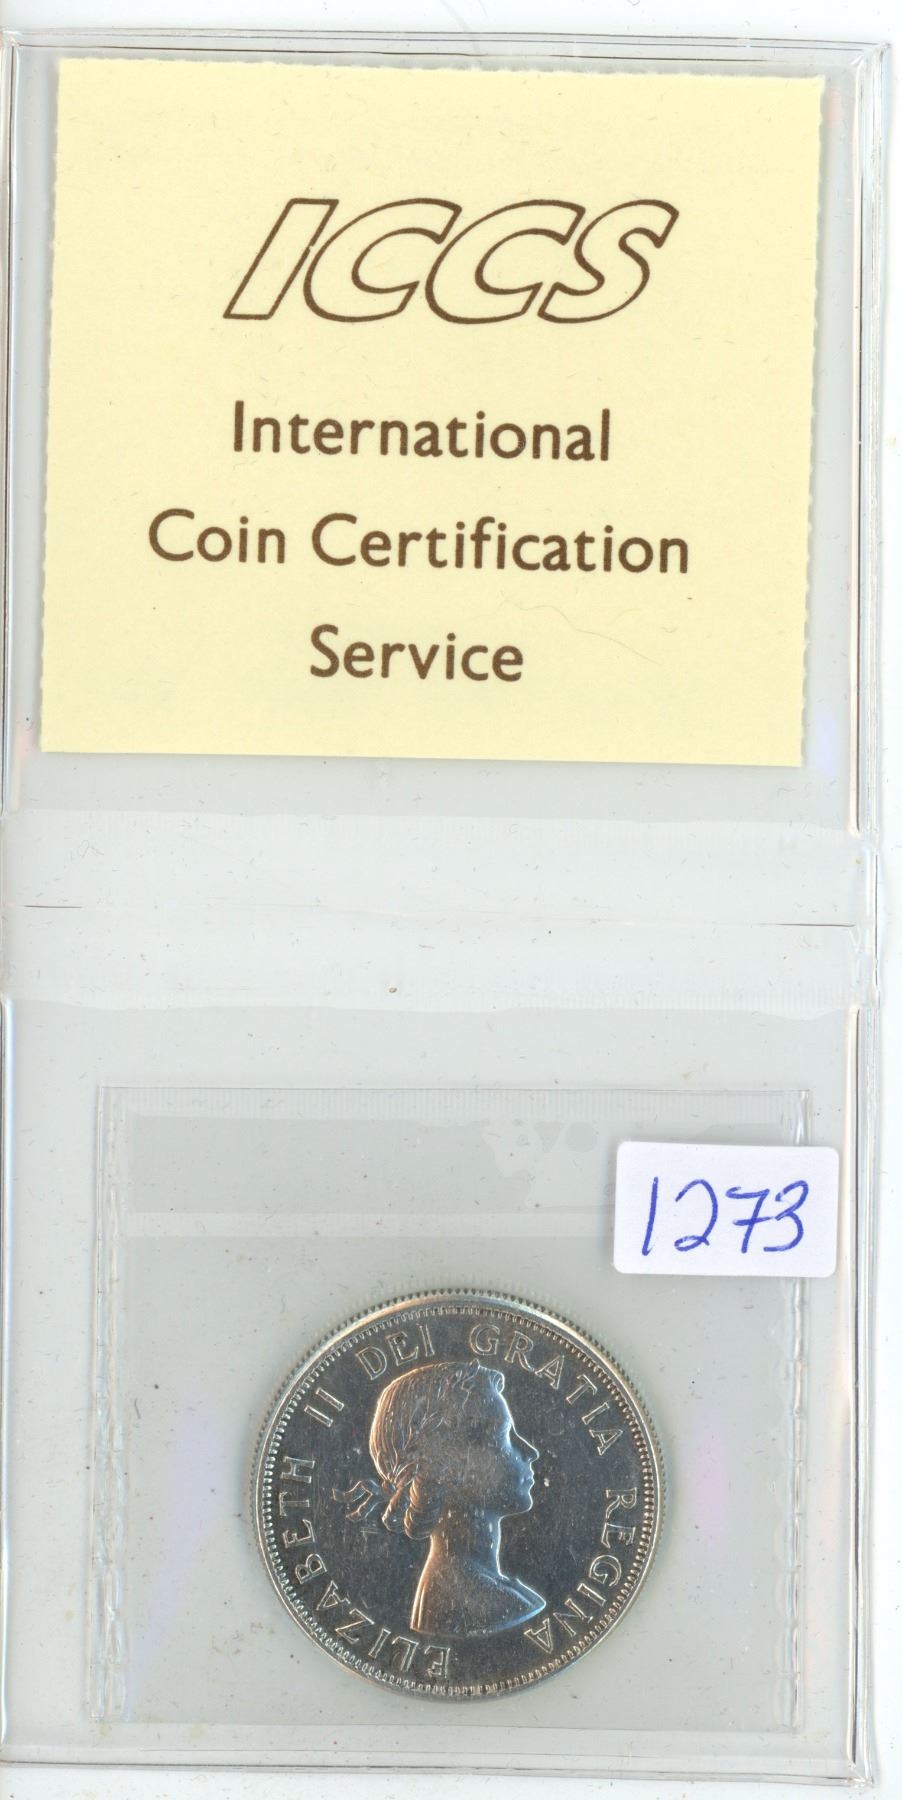 ICCS
International
Coin Certification
Service
1273
ELIZABETH II DEI GRATIA REGINA